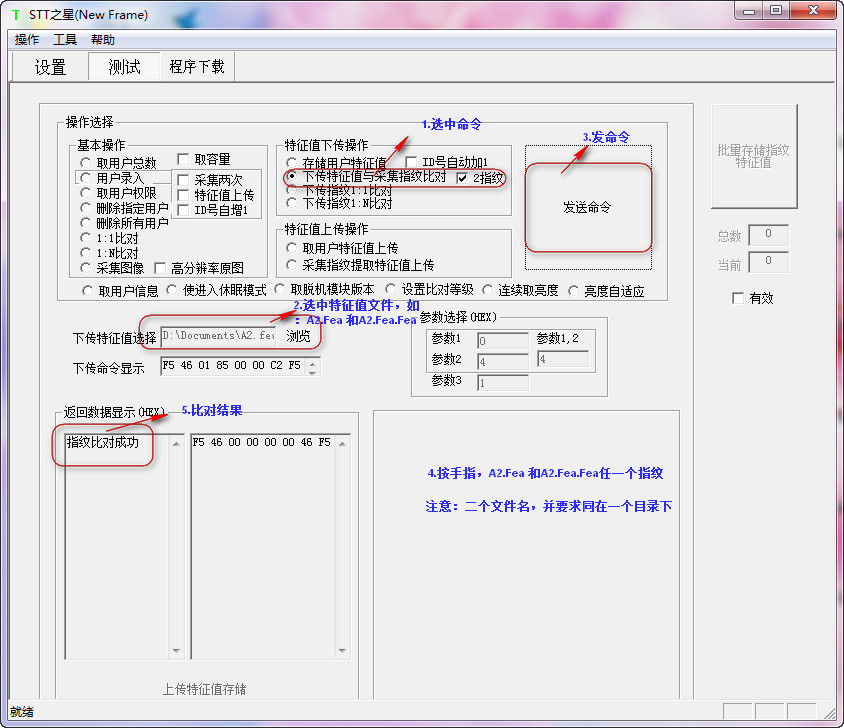 T STT之星(New Frame)
操作 工具 帮助
设置 测试 程序下载
操作选择
基本操作
取用户总数 取容量
用户录入 采集两次
取用户权限 特征值上传
删除指定用户 ID号自增1
删除所有用户
1:1比对
1:N比对
采集图像 高分辨率原图
特征值下传操作
存储用户特征值 ID号自动加1
下传特征值与采集指纹比对 2指纹
下传指纹1:1比对
下传指纹1:N比对
特征值上传操作
取用户特征值上传
采集指纹提取特征值上传
1.选中命令
3.发命令
发送命令
批量存储指纹
特征值
总数 0
当前 0
有效
取用户信息 使进入休眠模式 取脱机模块版本 设置比对等级 连续取亮度 亮度自适应
2.选中特征值文件，如
：A2.Fea 和A2.Fea.Fea
下传特征值选择 D:\Documents\A2.fea 浏览
下传命令显示 F5 46 01 85 00 00 C2 F5
参数选择(HEX)
参数1 0 参数1,2
参数2 4 4
参数3 1
返回数据显示(HEX)
5.比对结果
指纹比对成功
F5 46 00 00 00 00 46 F5
4.按手指，A2.Fea 和A2.Fea.Fea任一个指纹
注意：二个文件名，并要求同在一个目录下
上传特征值存储
就绪